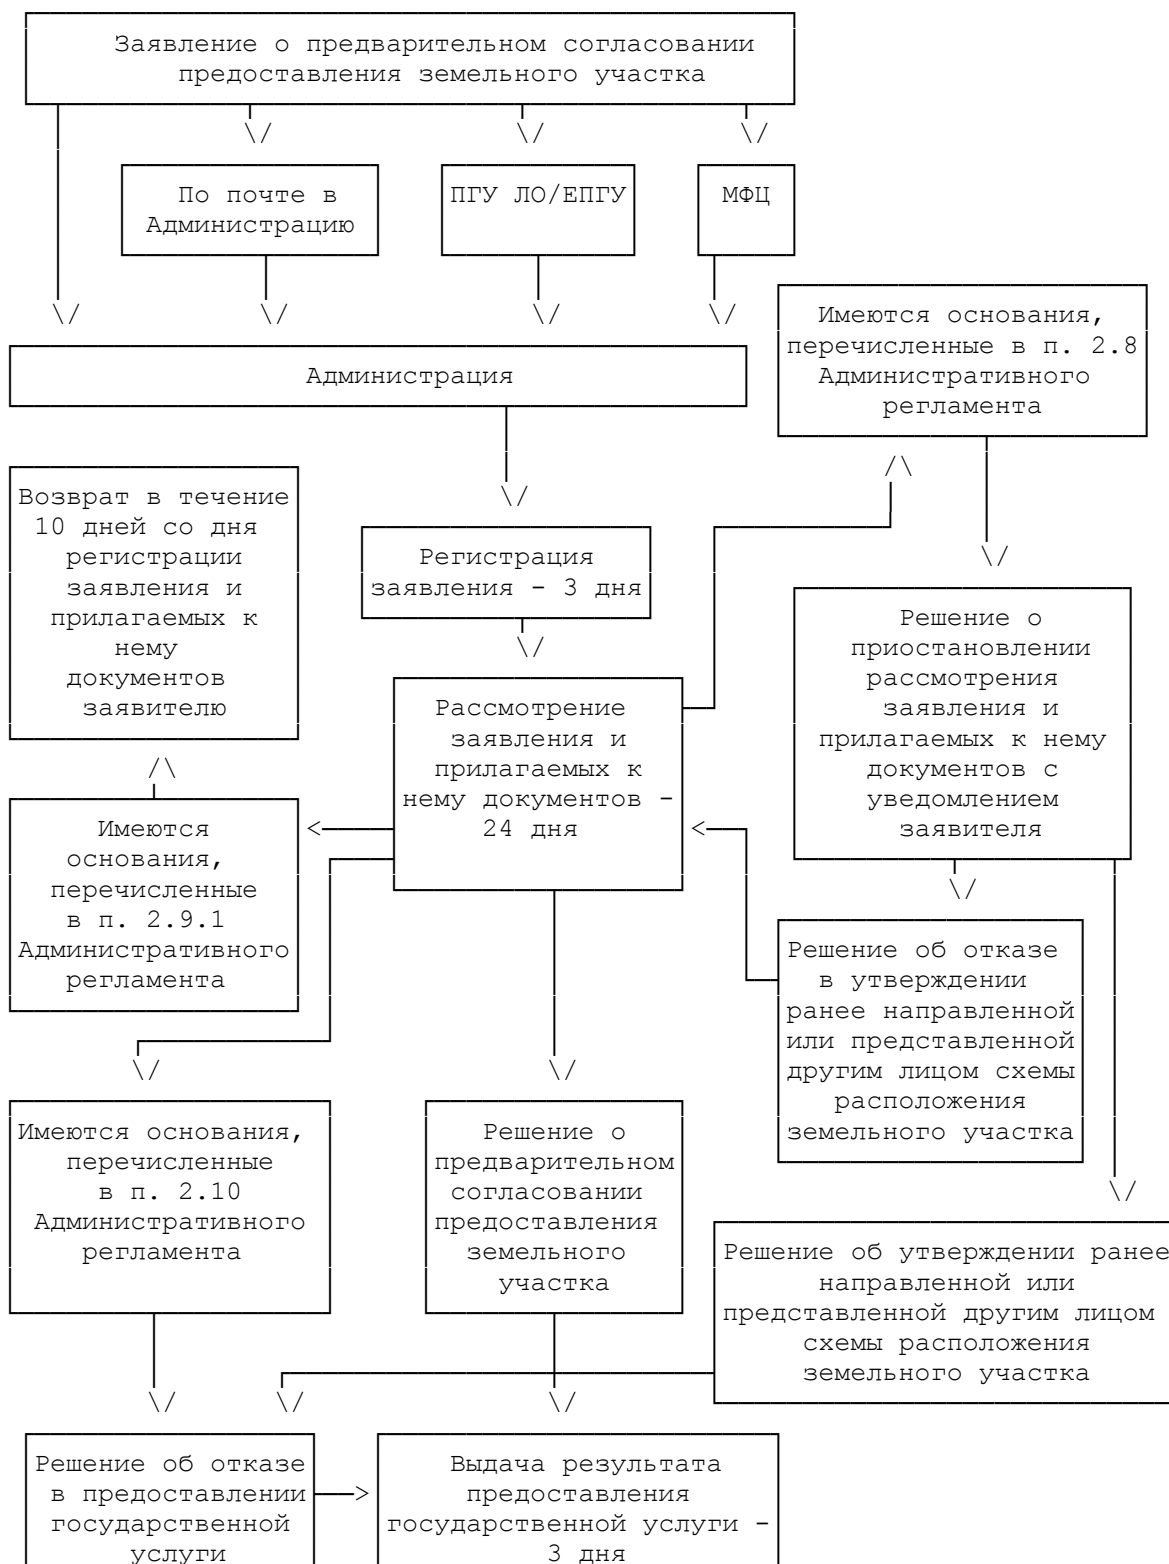 Заявление о предварительном согласовании
предоставления земельного участка
По почте в
Администрацию
ПГУ ЛО/ЕПГУ
МФЦ
Имеются основания,
перечисленные в п. 2.8
Административного
регламента
Администрация
Возврат в течение
10 дней со дня
регистрации
заявления и
прилагаемых к
нему
документов
заявителю
Регистрация
заявления - 3 дня
Решение о
приостановлении
рассмотрения
заявления и
прилагаемых к нему
документов с
уведомлением
заявителя
Рассмотрение
заявления и
прилагаемых к
нему документов -
24 дня
Имеются
основания,
перечисленные
в п. 2.9.1
Административного
регламента
Решение об отказе
в утверждении
ранее направленной
или представленной
другим лицом схемы
расположения
земельного участка
Имеются основания,
перечисленные
в п. 2.10
Административного
регламента
Решение о
предварительном
согласовании
предоставления
земельного
участка
Решение об утверждении ранее
направленной или
представленной другим лицом
схемы расположения
земельного участка
Решение об отказе
в предоставлении
государственной
услуги
Выдача результата
предоставления
государственной услуги -
3 дня